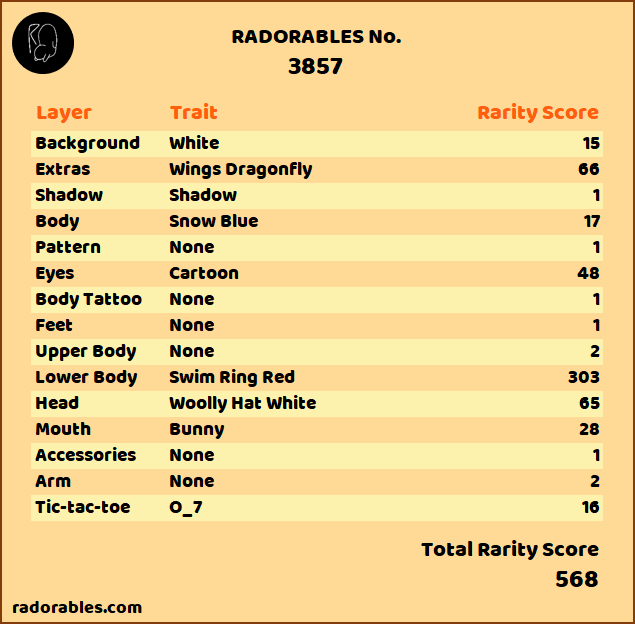 RADORABLES No.
3857
Layer Trait Rarity Score
Background White 15
Extras Wings Dragonfly 66
Shadow Shadow 1
Body Snow Blue 17
Pattern None 1
Eyes Cartoon 48
Body Tattoo None 1
Feet None 1
Upper Body None 2
Lower Body Swim Ring Red 303
Head Woolly Hat White 65
Mouth Bunny 28
Accessories None 1
Arm None 2
Tic-tac-toe O_7 16
Total Rarity Score
568
radorables.com